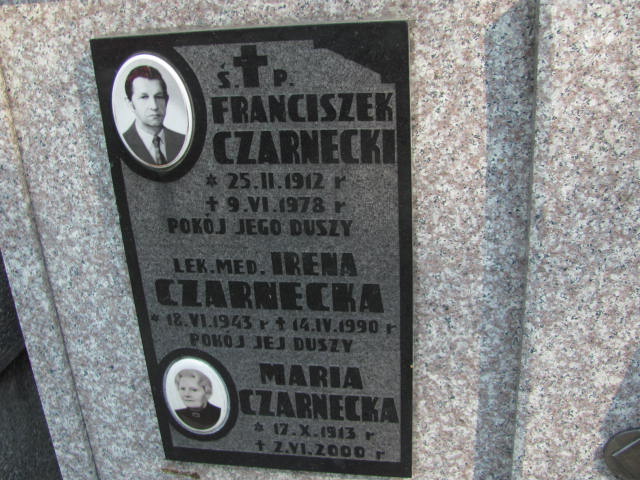 Ś. P.
FRANCISZEK
CZARNECKI
* 25.II.1912 r
† 9.VI.1978 r
POKÓJ JEGO DUSZY
LEK.MED. IRENA
CZARNECKA
* 18.VI.1943 r † 14.IV.1990 r
POKÓJ JEJ DUSZY
MARIA
CZARNECKA
* 17.X.1913 r
† 2.VI.2000 r